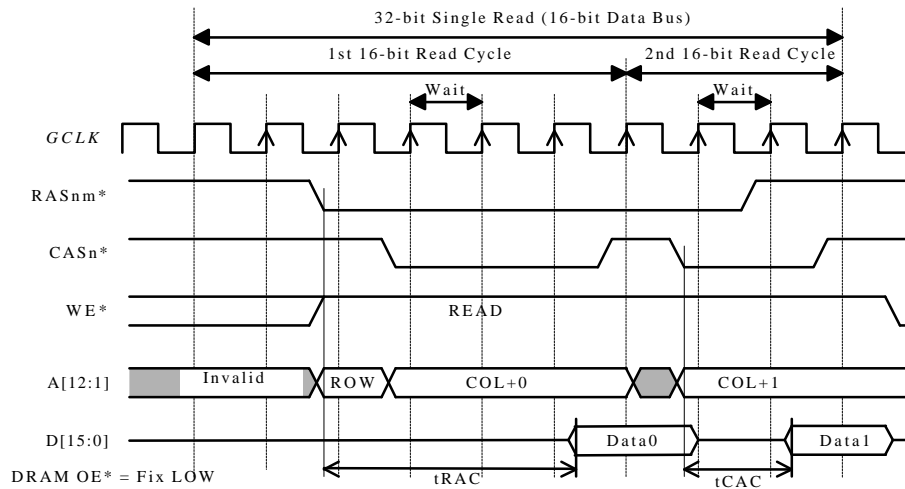 32-bit Single Read (16-bit Data Bus)
1st 16-bit Read Cycle
2nd 16-bit Read Cycle
Wait
Wait
GCLK
RASnm*
CASn*
WE*
READ
A[12:1]
Invalid
ROW
COL+0
COL+1
D[15:0]
Data0
Data1
DRAM OE* = Fix LOW
tRAC
tCAC